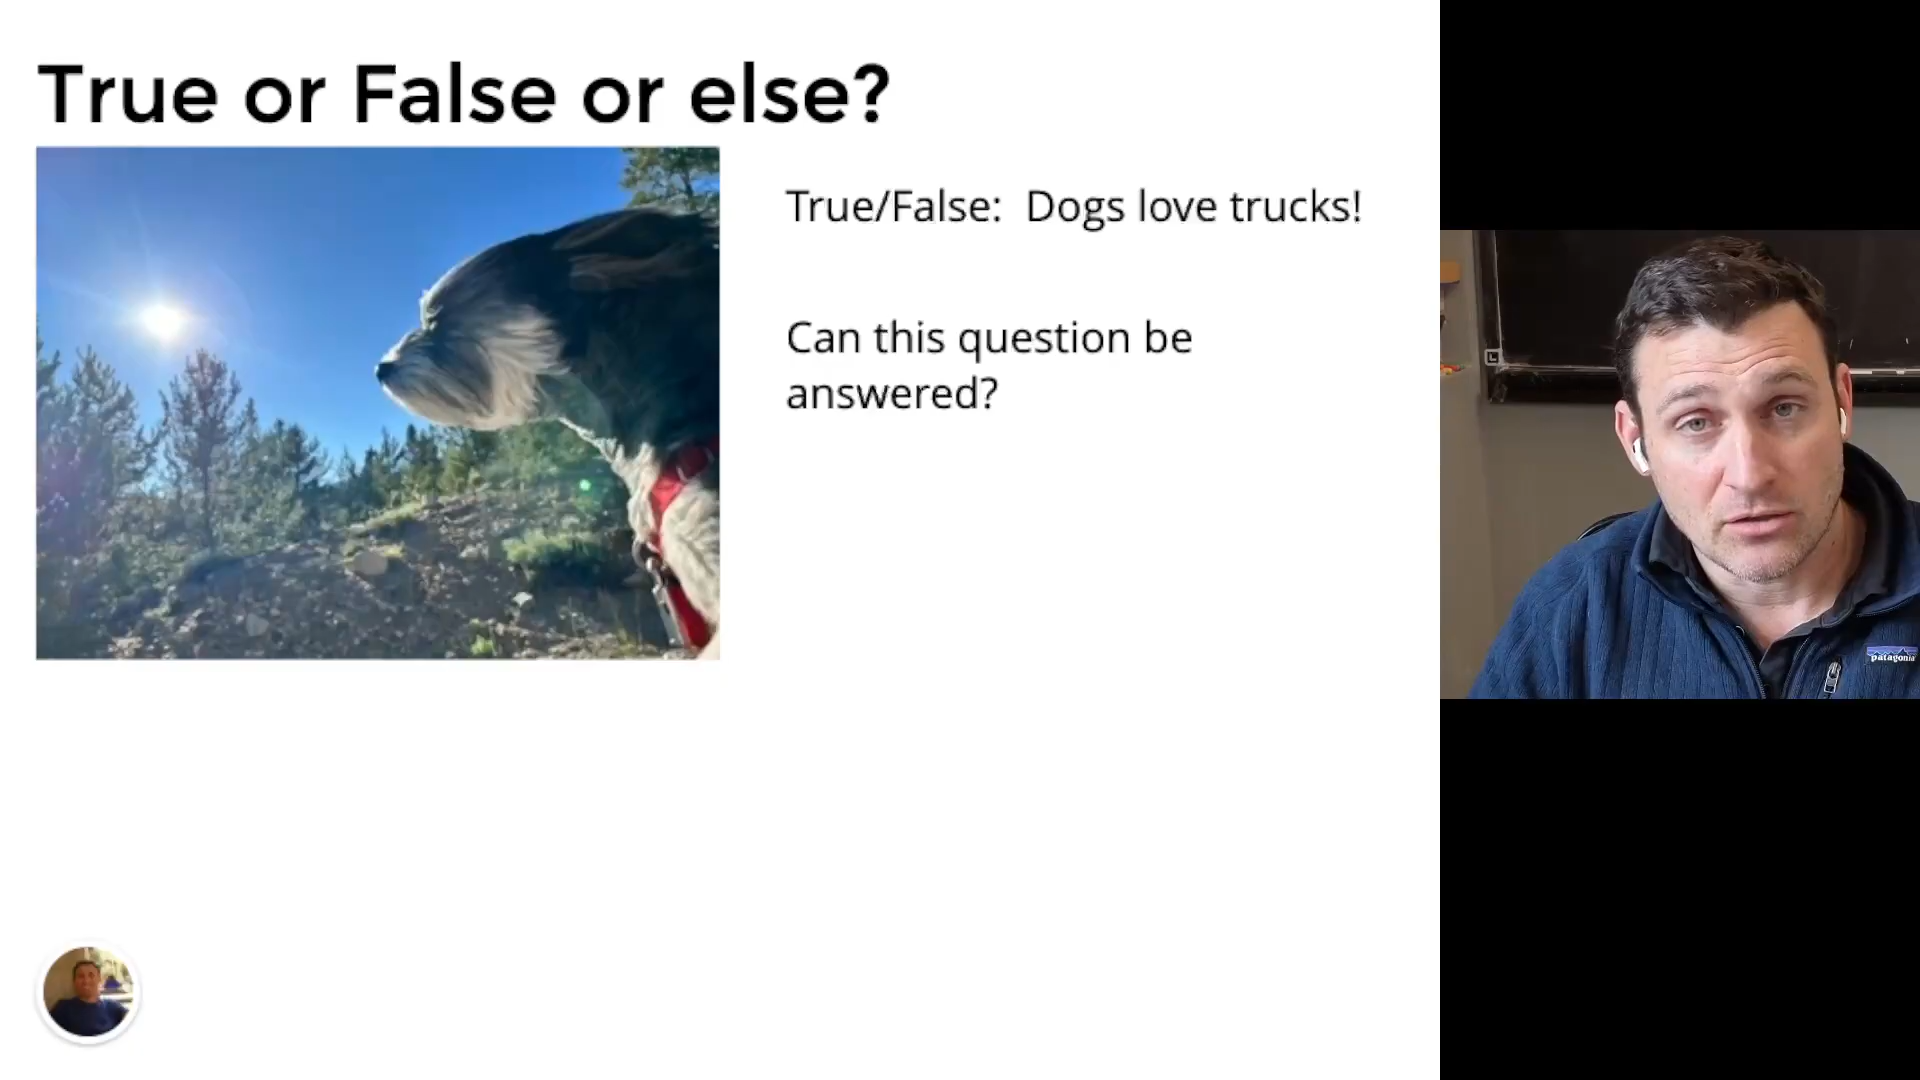 True or False or else?
True/False:  Dogs love trucks!
Can this question be
answered?
patagonia